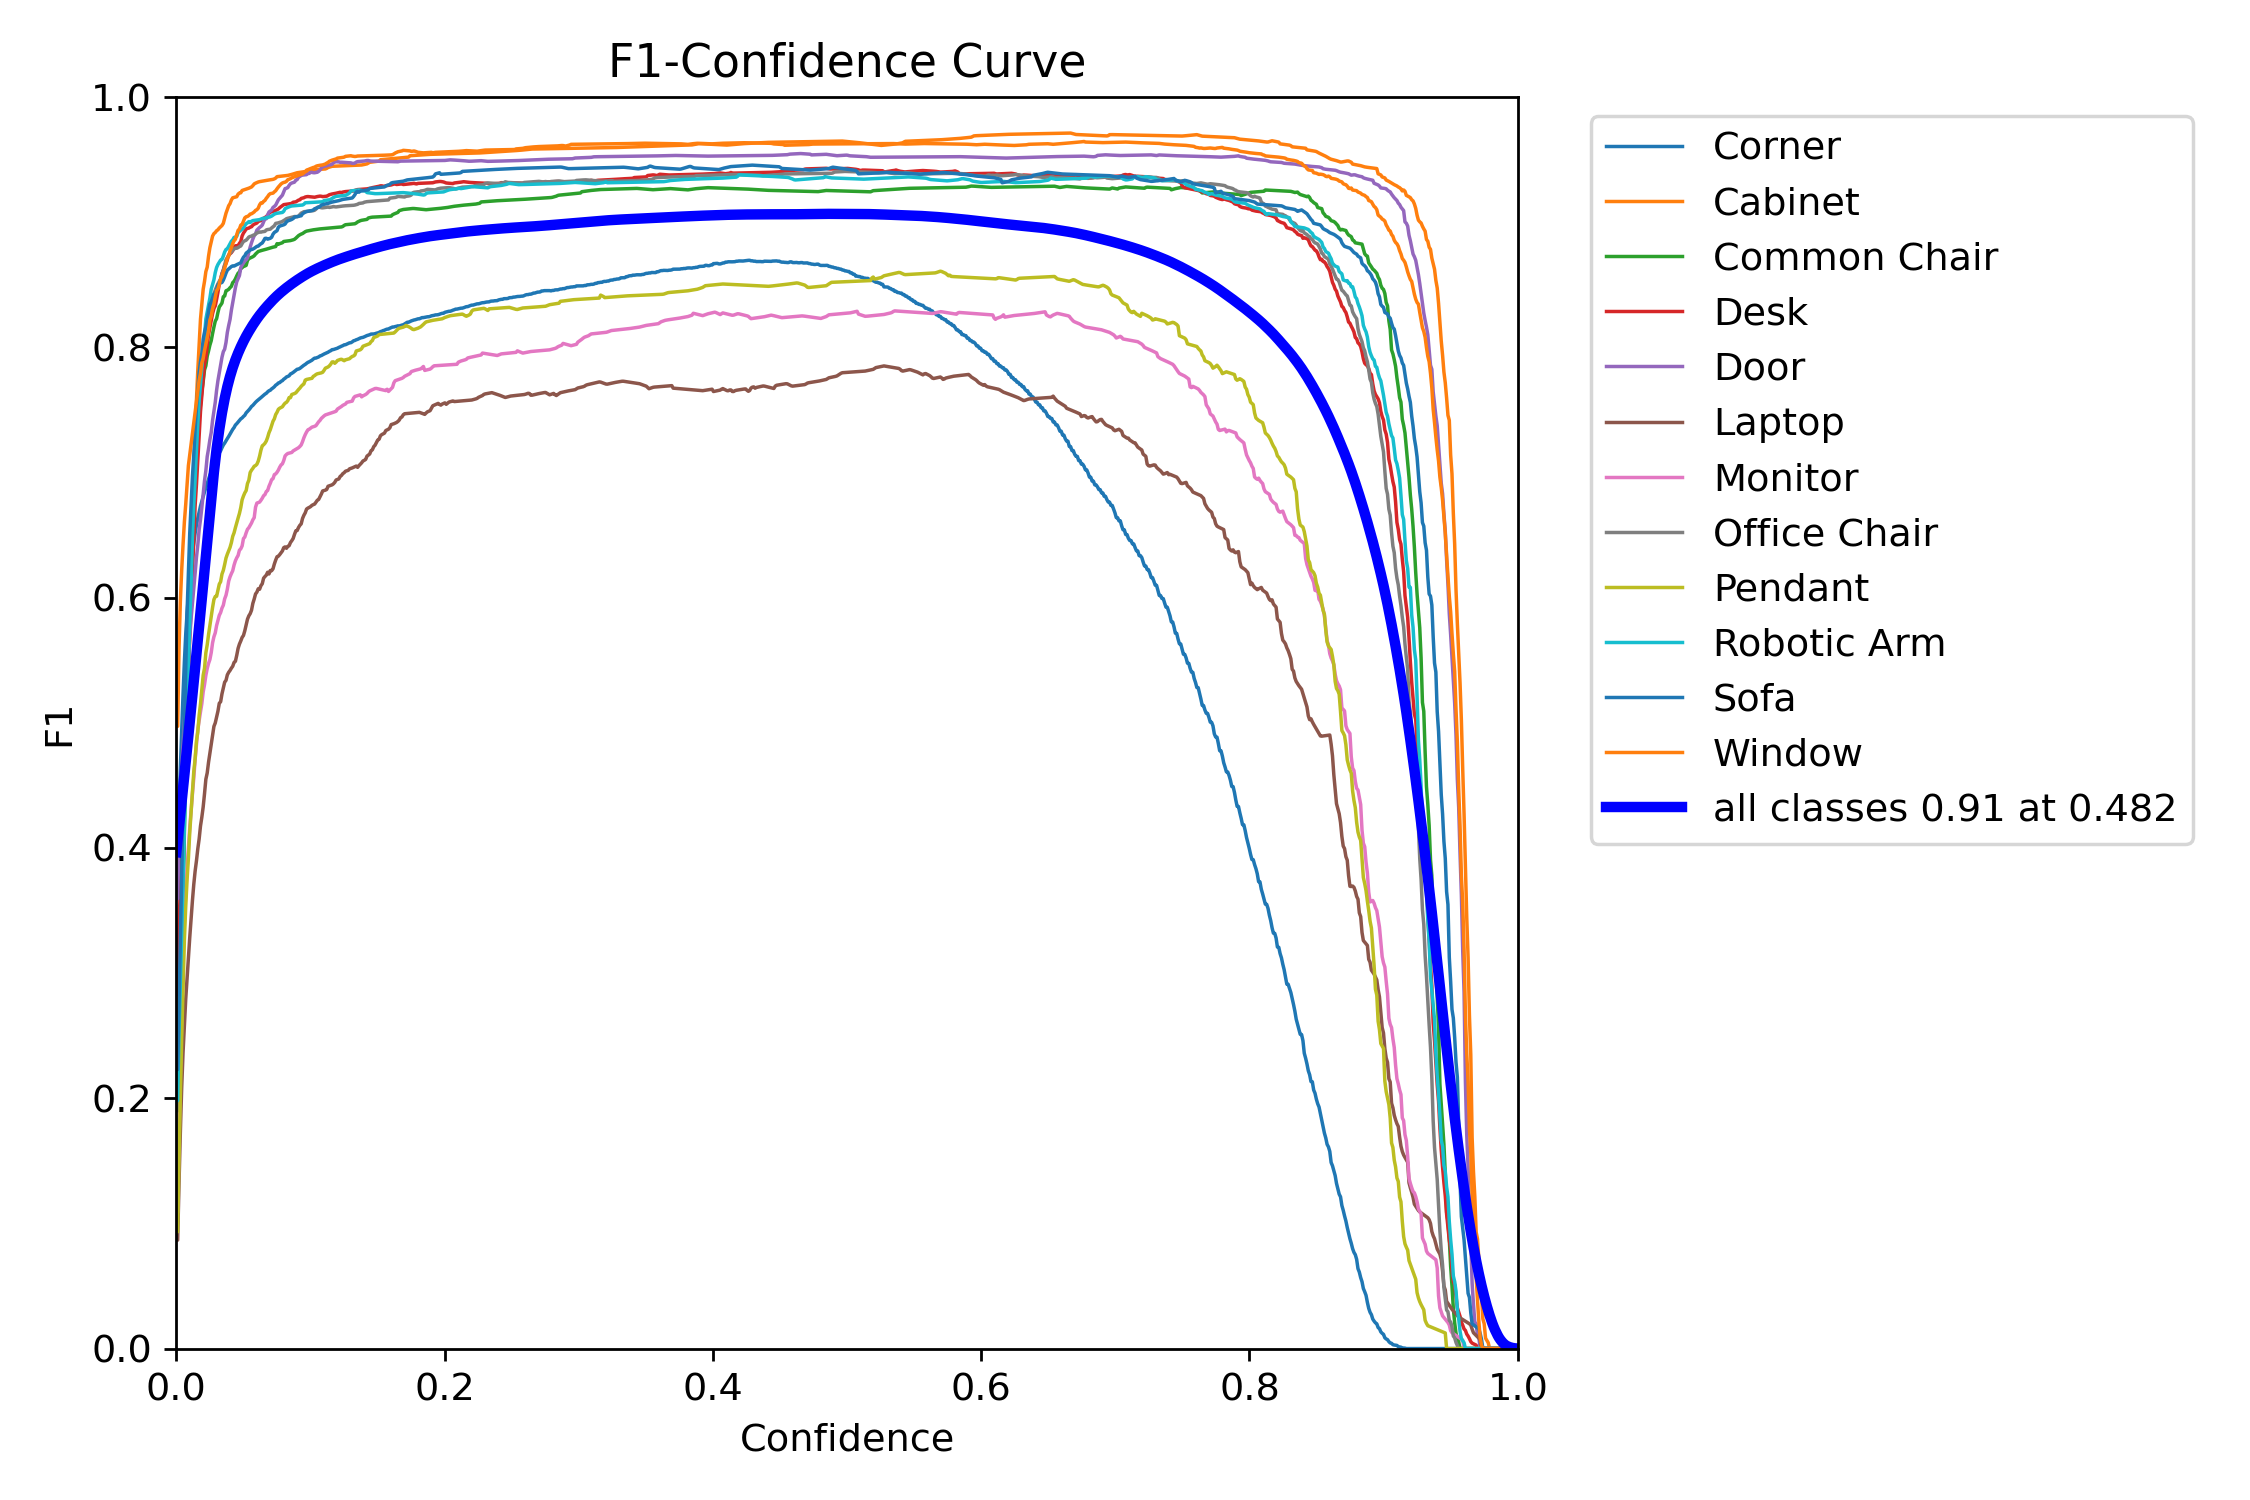 F1-Confidence Curve
1.0
0.8
0.6
0.4
0.2
0.0
F1
0.0
0.2
0.4
0.6
0.8
1.0
Confidence
Corner
Cabinet
Common Chair
Desk
Door
Laptop
Monitor
Office Chair
Pendant
Robotic Arm
Sofa
Window
all classes 0.91 at 0.482